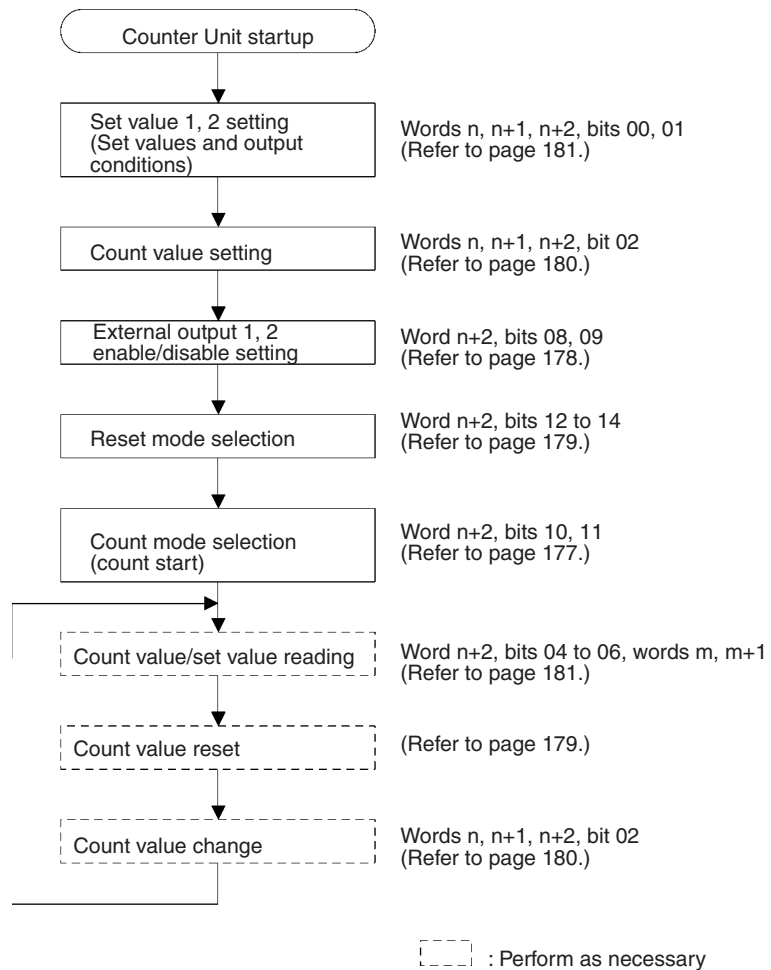 Counter Unit startup
Set value 1, 2 setting
(Set values and output
conditions)
Words n, n+1, n+2, bits 00, 01
(Refer to page 181.)
Count value setting
Words n, n+1, n+2, bit 02
(Refer to page 180.)
External output 1, 2
enable/disable setting
Word n+2, bits 08, 09
(Refer to page 178.)
Reset mode selection
Word n+2, bits 12 to 14
(Refer to page 179.)
Count mode selection
(count start)
Word n+2, bits 10, 11
(Refer to page 177.)
Count value/set value reading
Word n+2, bits 04 to 06, words m, m+1
(Refer to page 181.)
Count value reset
(Refer to page 179.)
Count value change
Words n, n+1, n+2, bit 02
(Refer to page 180.)
: Perform as necessary